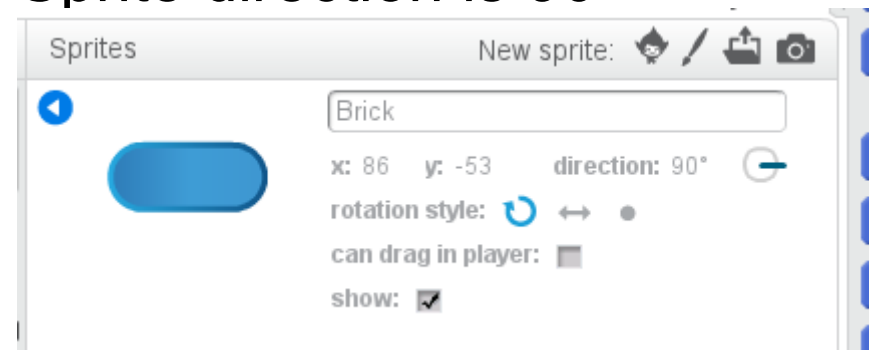 Sprites New sprite:
Brick
x: 86 y: -53 direction: 90°
rotation style:
can drag in player:
show: